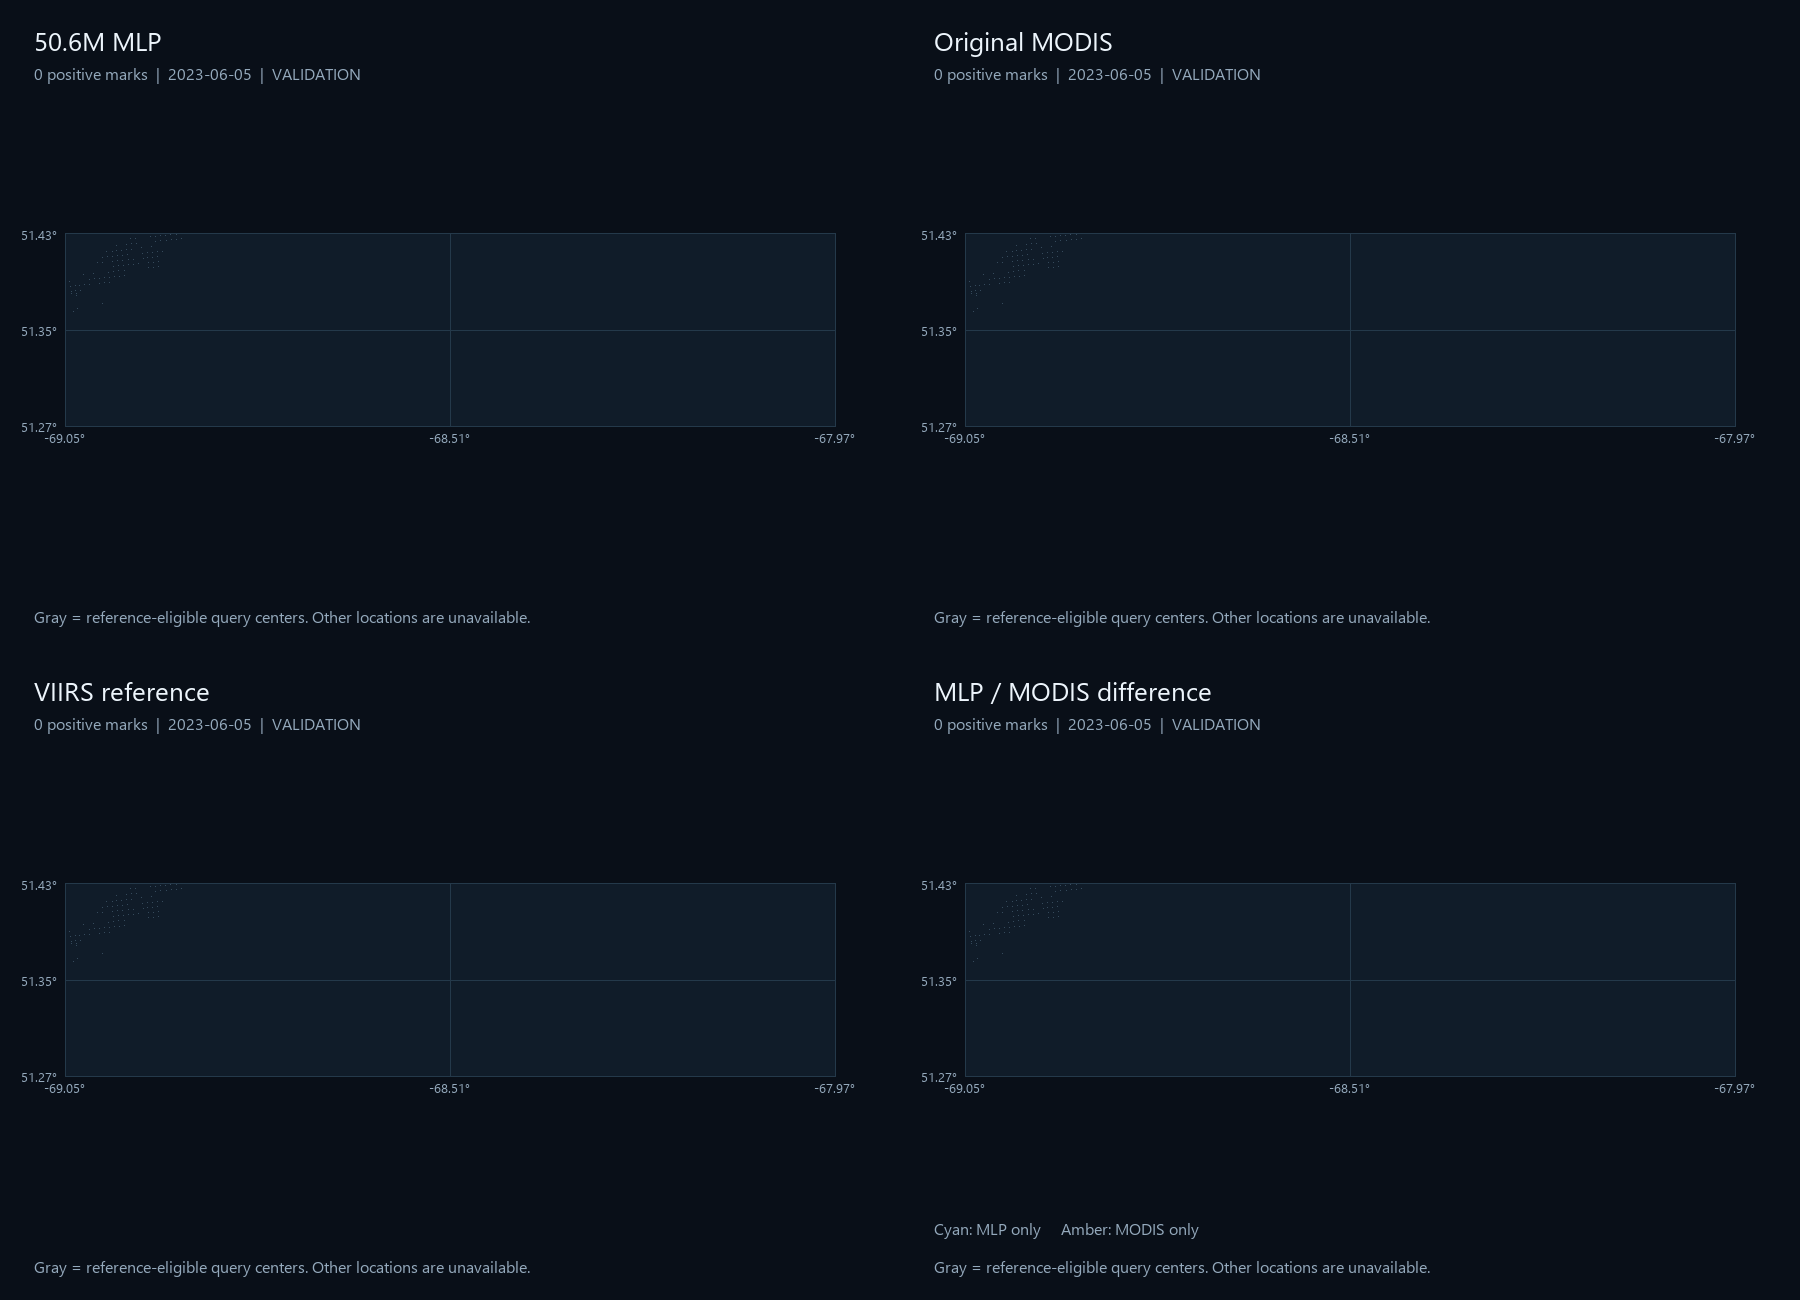 50.6M MLP
0 positive marks | 2023-06-05 | VALIDATION
51.43°
51.35°
51.27°
-69.05°
-68.51°
-67.97°
Gray = reference-eligible query centers. Other locations are unavailable.
Original MODIS
0 positive marks | 2023-06-05 | VALIDATION
51.43°
51.35°
51.27°
-69.05°
-68.51°
-67.97°
Gray = reference-eligible query centers. Other locations are unavailable.
VIIRS reference
0 positive marks | 2023-06-05 | VALIDATION
51.43°
51.35°
51.27°
-69.05°
-68.51°
-67.97°
Gray = reference-eligible query centers. Other locations are unavailable.
MLP / MODIS difference
0 positive marks | 2023-06-05 | VALIDATION
51.43°
51.35°
51.27°
-69.05°
-68.51°
-67.97°
Cyan: MLP only Amber: MODIS only
Gray = reference-eligible query centers. Other locations are unavailable.